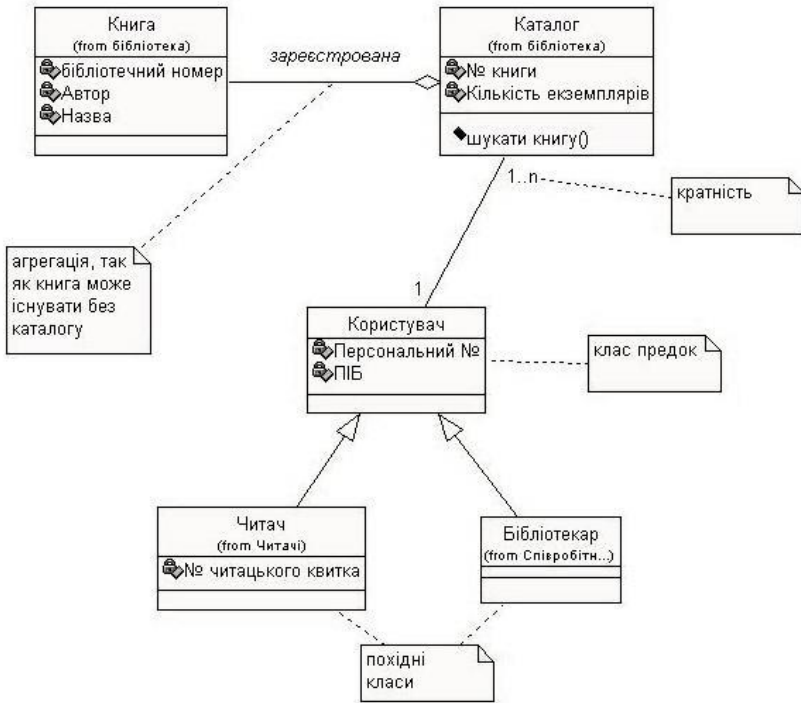 Книга
(from бібліотека)
бібліотечний номер
Автор
Назва
зареєстрована
Каталог
(from бібліотека)
№ книги
Кількість екземплярів
шукати книгу()
1..n
кратність
агрегація, так
як книга може
існувати без
каталогу
1
Користувач
Персональний №
ПІБ
клас предок
Читач
(from Читачі)
№ читацького квитка
Бібліотекар
(from Співробітн...)
похідні
класи